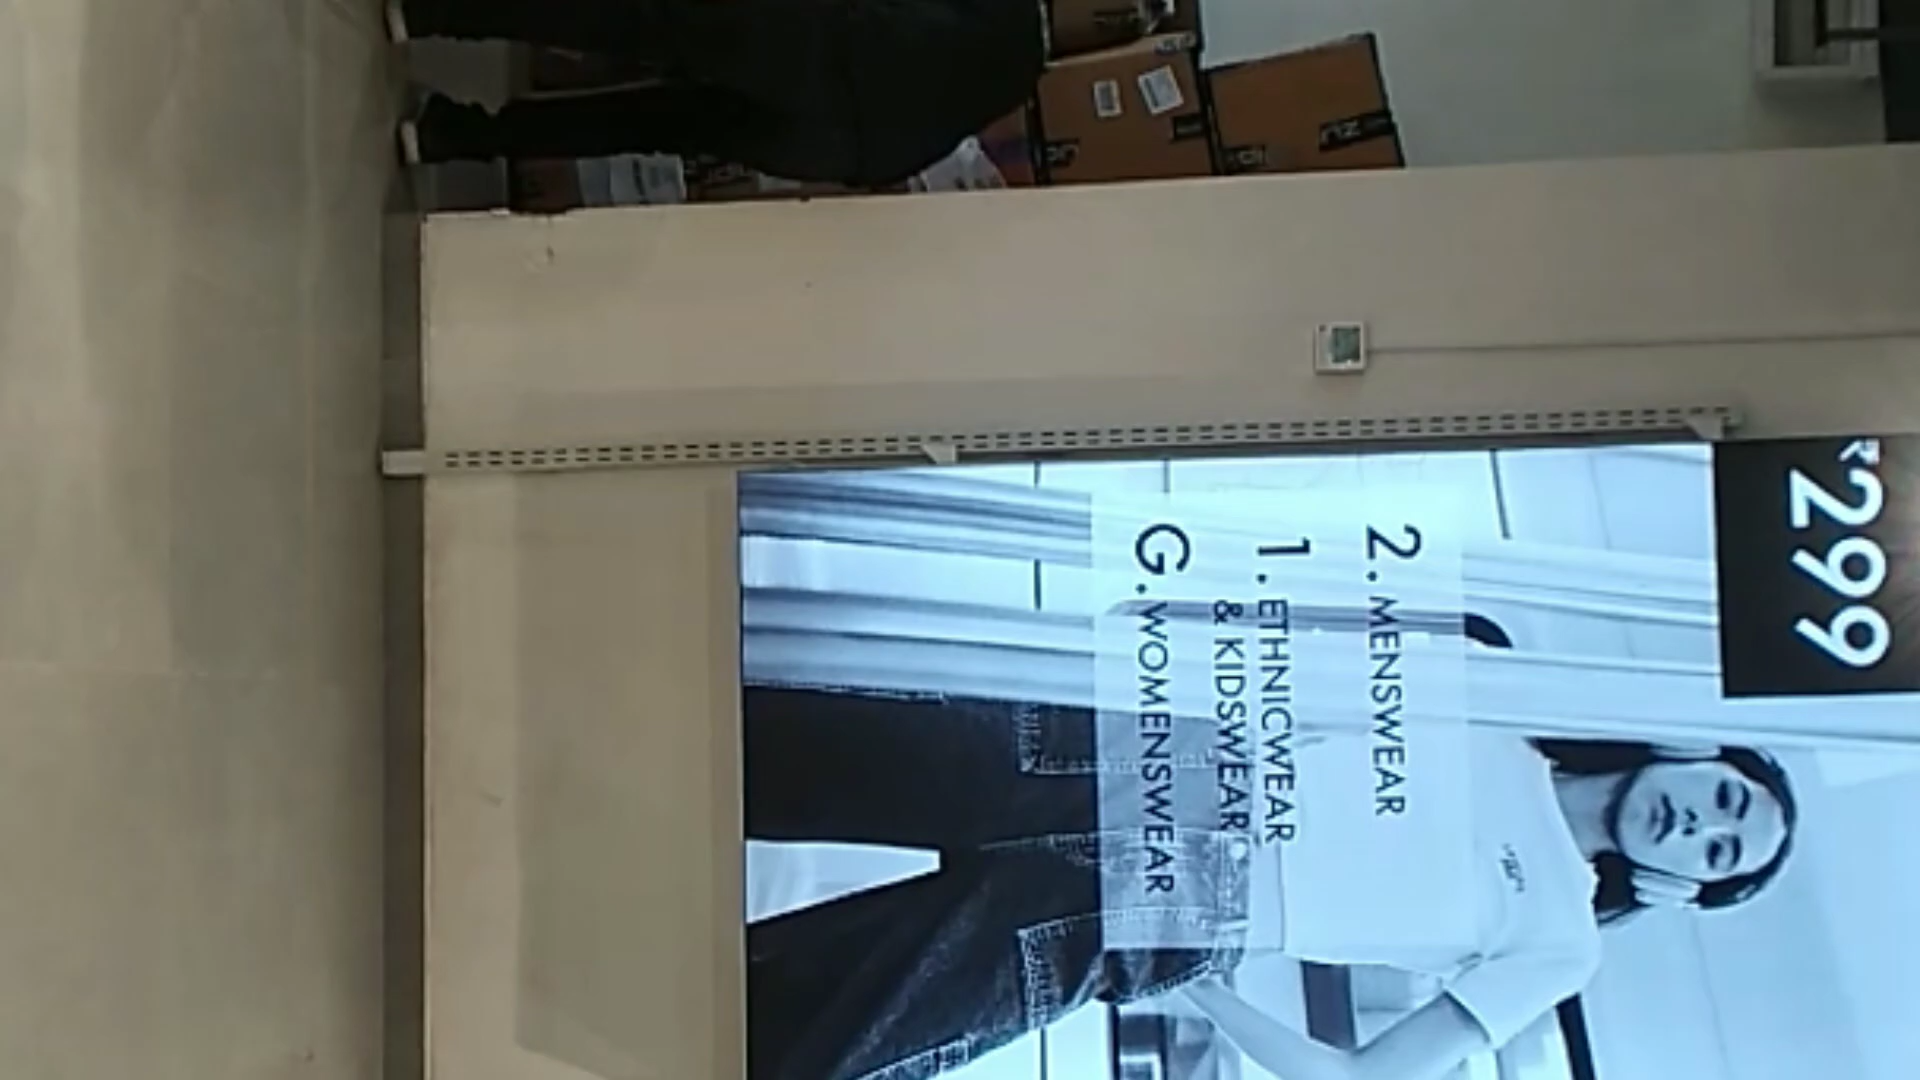 ₹299
2. MENSWEAR
1. ETHNICWEAR
& KIDSWEAR
G. WOMENSWEAR